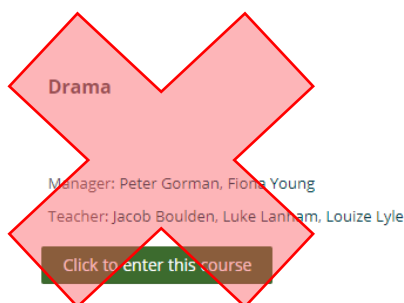 Drama
Manager: Peter Gorman, Fiona Young
Teacher: Jacob Boulden, Luke Lanham, Louize Lyle
Click to enter this course